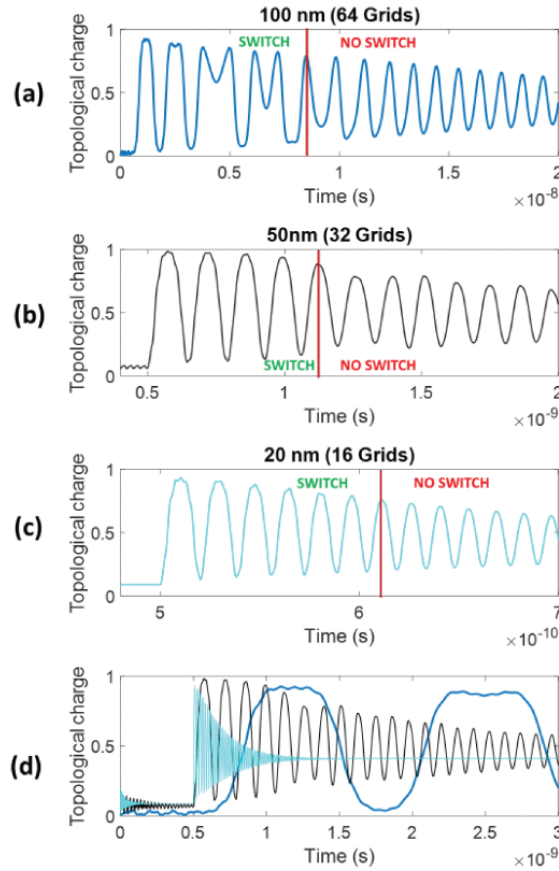 100 nm (64 Grids)
(a)
Topological charge
SWITCH
NO SWITCH
1
0.5
0
0 0.5 1 1.5 2
Time (s)
×10-8
50nm (32 Grids)
(b)
Topological charge
SWITCH
NO SWITCH
1
0.5
0
0.5 1 1.5 2
Time (s)
×10-9
20 nm (16 Grids)
(c)
Topological charge
SWITCH
NO SWITCH
1
0.5
0
5 6 7
Time (s)
×10-10
(d)
Topological charge
1
0.5
0
0 0.5 1 1.5 2 2.5 3
Time (s)
×10-9